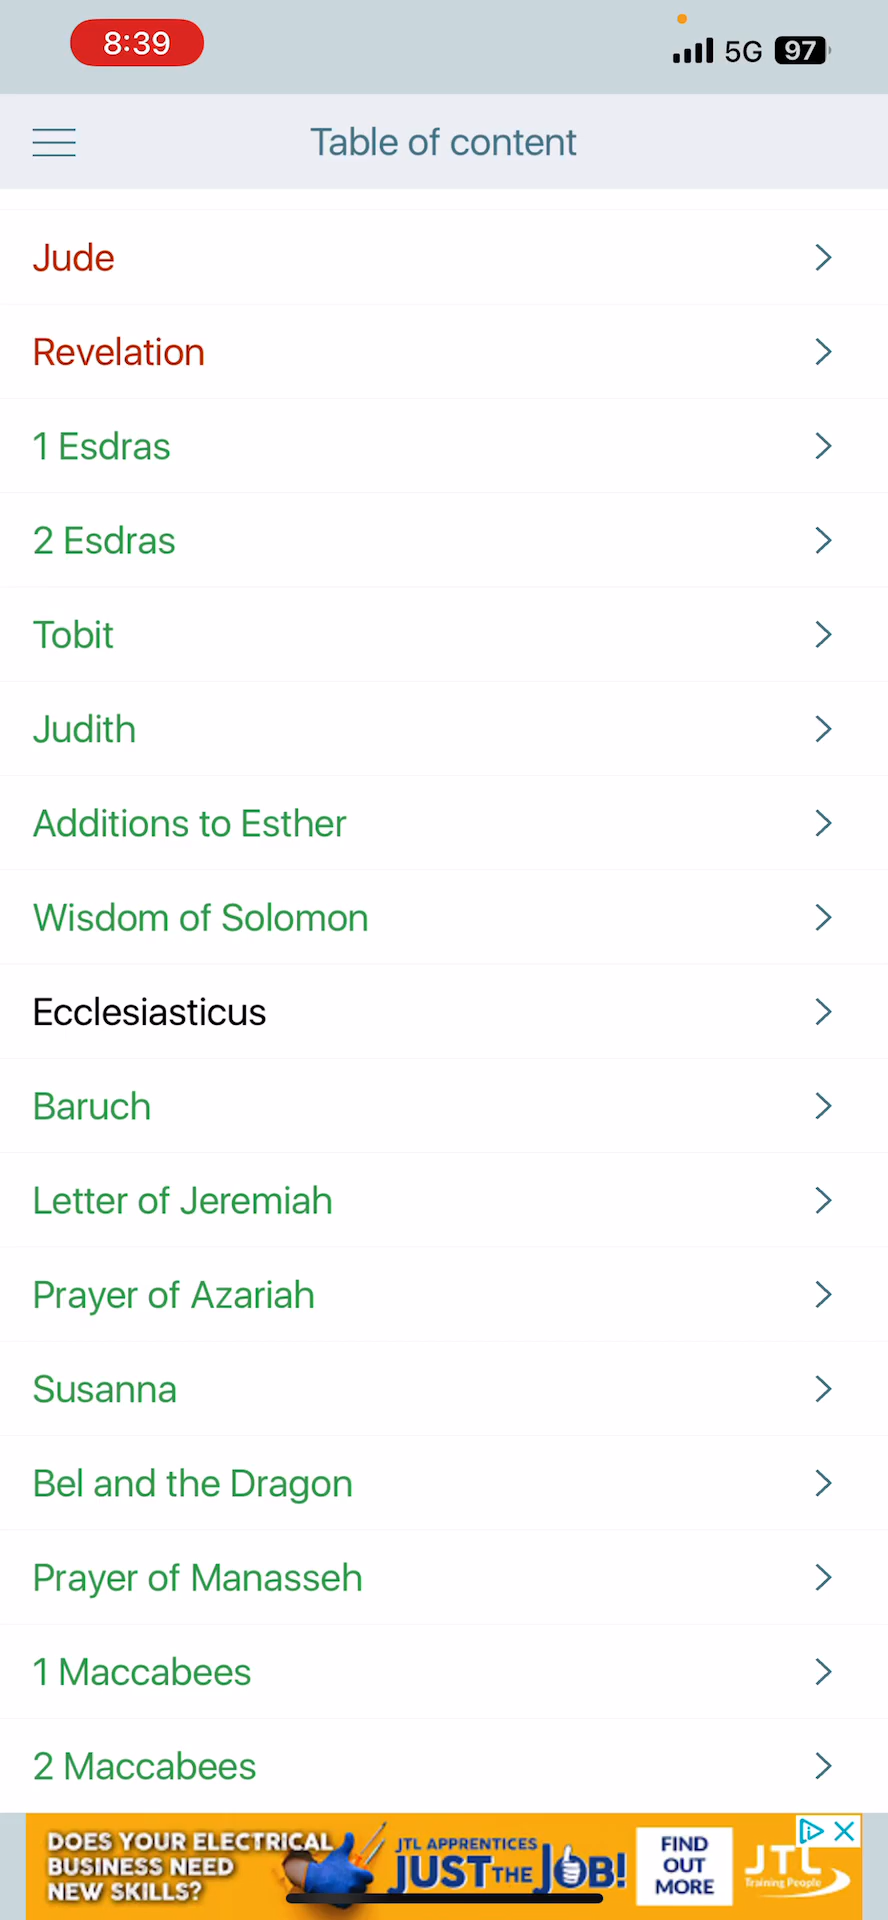 8:39
5G 97
Table of content
Jude
Revelation
1 Esdras
2 Esdras
Tobit
Judith
Additions to Esther
Wisdom of Solomon
Ecclesiasticus
Baruch
Letter of Jeremiah
Prayer of Azariah
Susanna
Bel and the Dragon
Prayer of Manasseh
1 Maccabees
2 Maccabees
DOES YOUR ELECTRICAL
BUSINESS NEED
NEW SKILLS?
JTL APPRENTICES
JUST THE JOB!
FIND
OUT
MORE
JTL
Training People